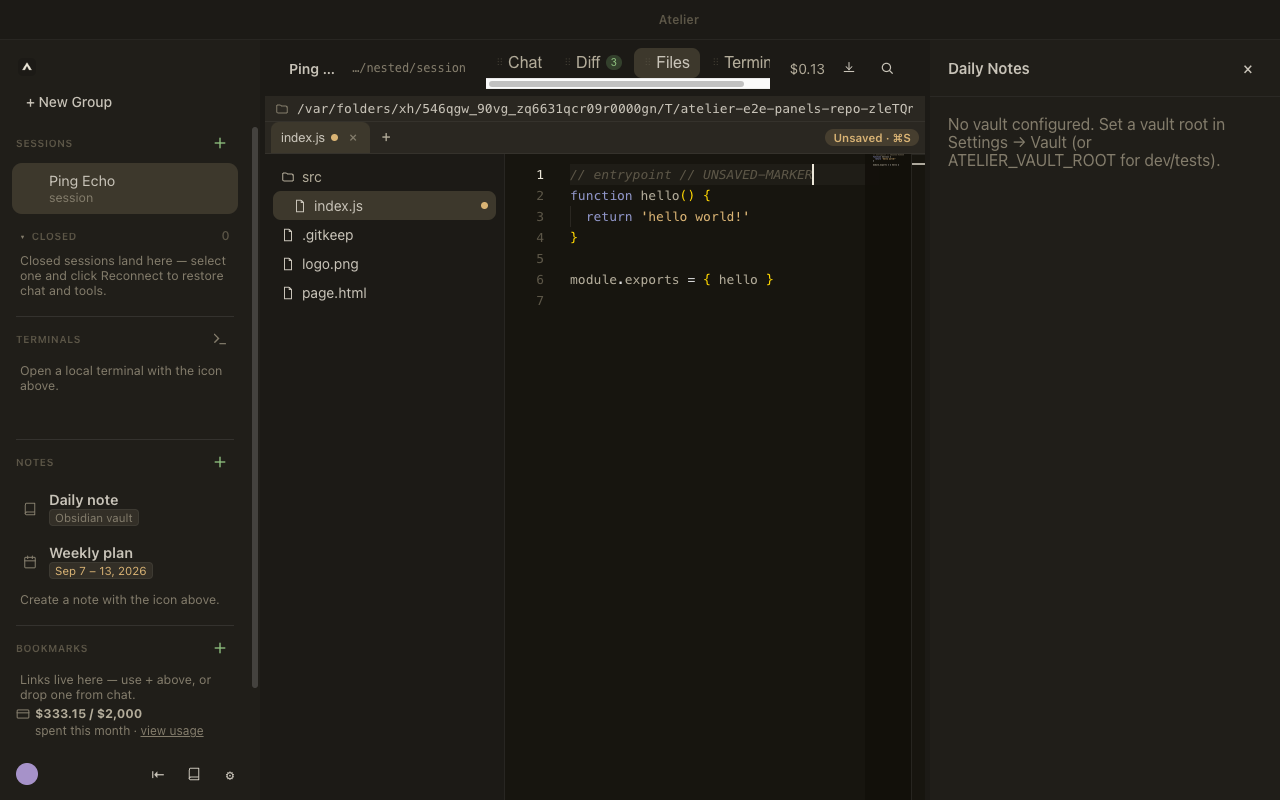 Atelier
+ New Group
SESSIONS
Ping Echo
session
CLOSED
0
Closed sessions land here — select
one and click Reconnect to restore
chat and tools.
TERMINALS
Open a local terminal with the icon
above.
NOTES
Daily note
Obsidian vault
Weekly plan
Sep 7 – 13, 2026
Create a note with the icon above.
BOOKMARKS
Links live here — use + above, or
drop one from chat.
$333.15 / $2,000
spent this month · view usage
Ping ...
…/nested/session
Chat
Diff 3
Files
Termin
$0.13
/var/folders/xh/546qgw_90vg_zq6631qcr09r0000gn/T/atelier-e2e-panels-repo-zleTQr
index.js
Unsaved · ⌘S
src
index.js
.gitkeep
logo.png
page.html
1 // entrypoint // UNSAVED-MARKER
2 function hello() {
3 return 'hello world!'
4 }
5
6 module.exports = { hello }
7
Daily Notes
No vault configured. Set a vault root in
Settings → Vault (or
ATELIER_VAULT_ROOT for dev/tests).